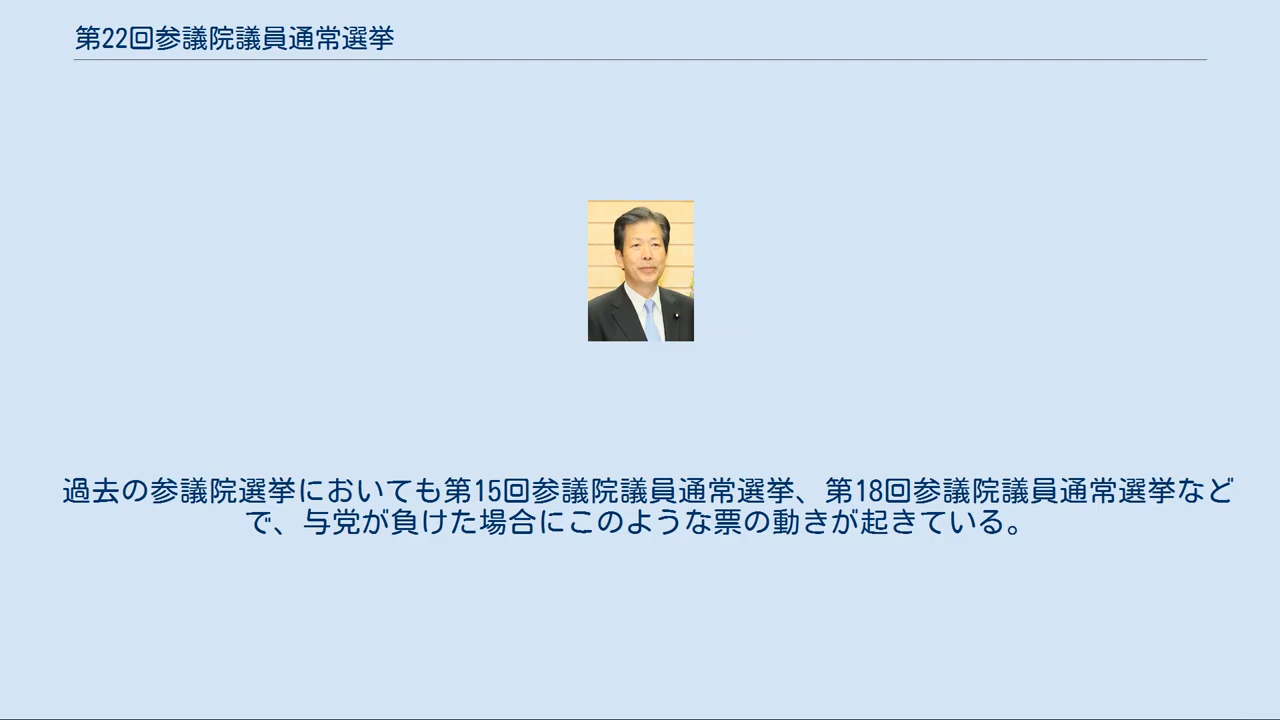 第22回参議院議員通常選挙
過去の参議院選挙においても第15回参議院議員通常選挙、第18回参議院議員通常選挙など
で、与党が負けた場合にこのような票の動きが起きている。